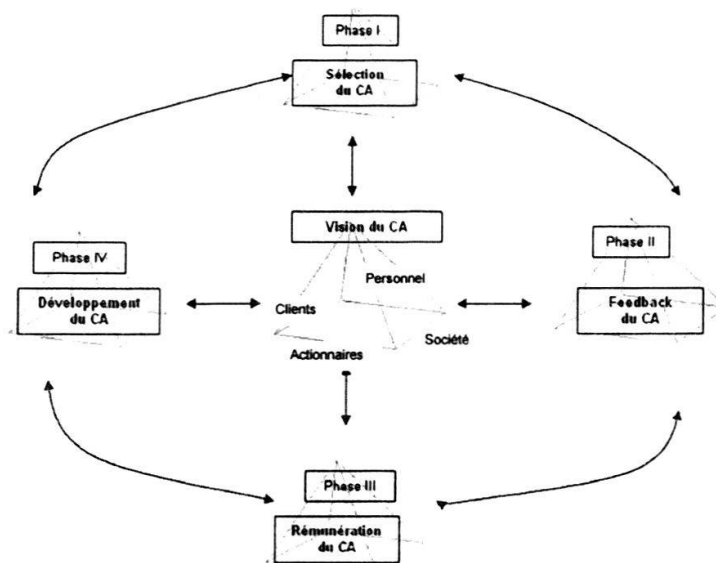 Phase I
Sélection
du CA
Vision du CA
Personnel
Clients
Société
Actionnaires
Phase IV
Développement
du CA
Phase II
Feedback
du CA
Phase III
Rémunération
du CA